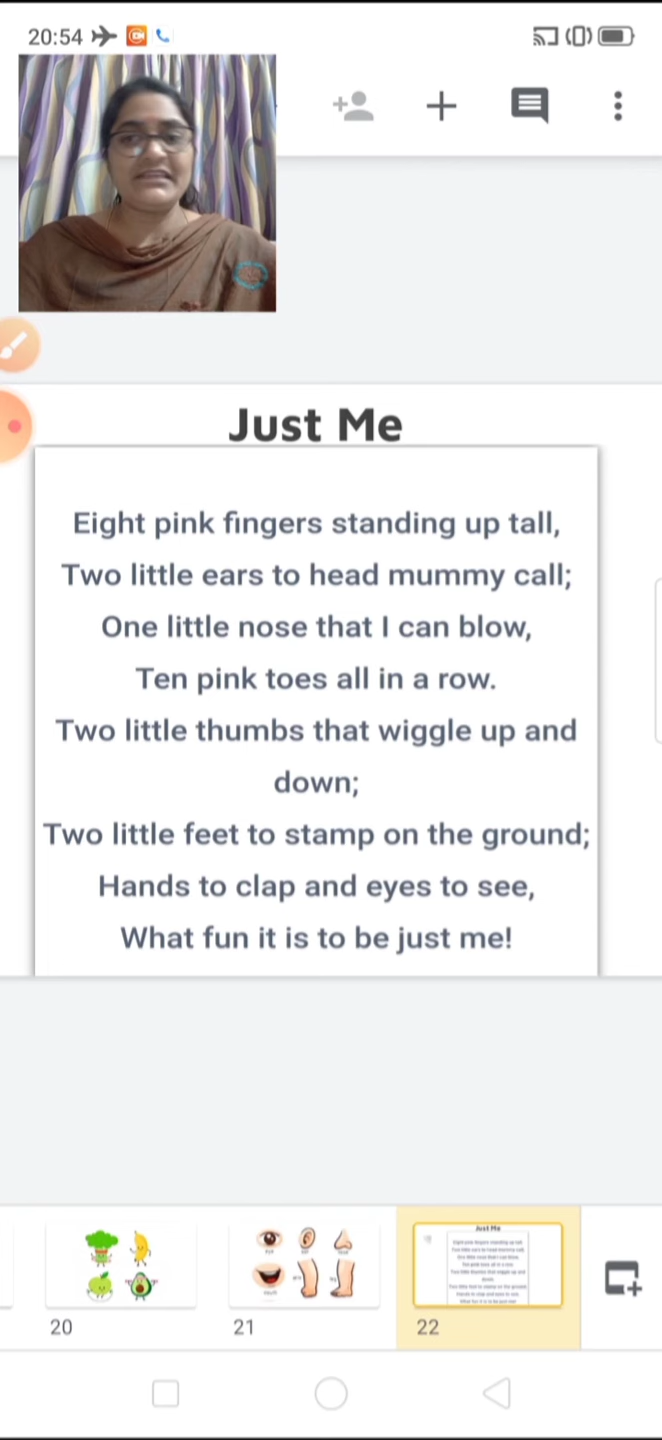 20:54
Just Me
Eight pink fingers standing up tall,
Two little ears to head mummy call;
One little nose that I can blow,
Ten pink toes all in a row.
Two little thumbs that wiggle up and
down;
Two little feet to stamp on the ground;
Hands to clap and eyes to see,
What fun it is to be just me!
20
21
22